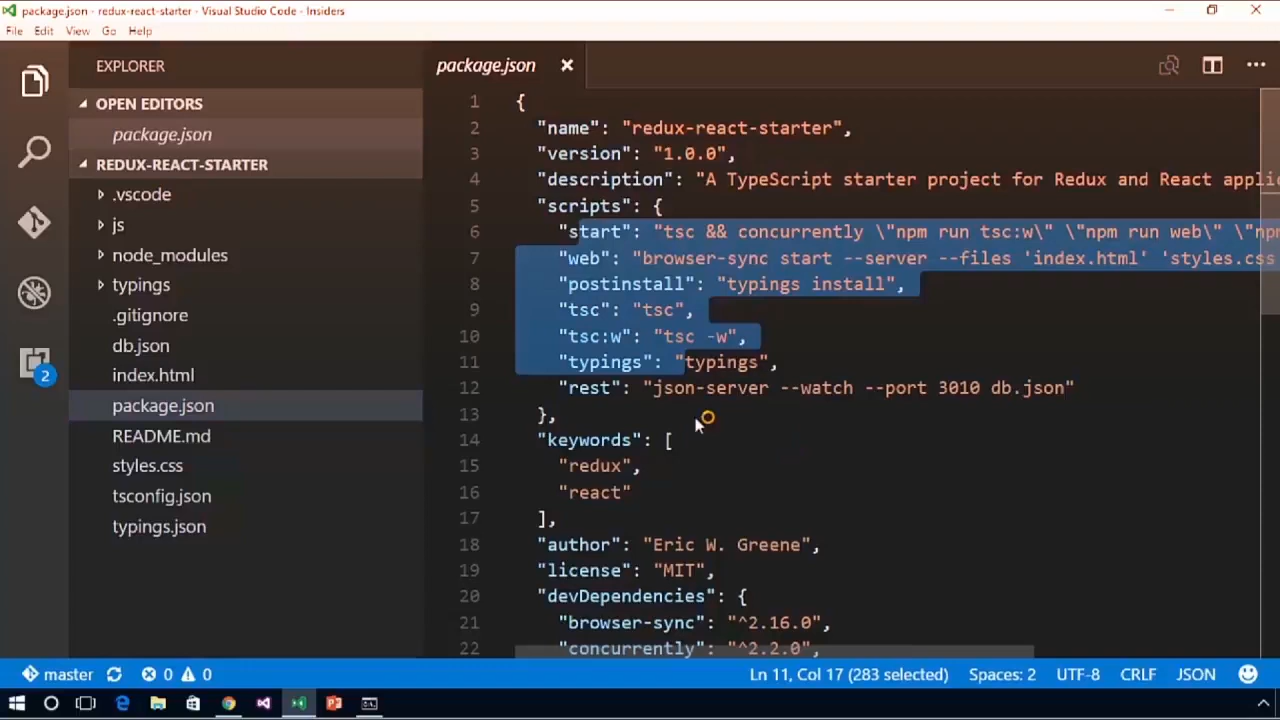 package.json - redux-react-starter - Visual Studio Code - Insiders
File Edit View Go Help
EXPLORER
OPEN EDITORS
package.json
REDUX-REACT-STARTER
.vscode
js
node_modules
typings
.gitignore
db.json
index.html
package.json
README.md
styles.css
tsconfig.json
typings.json
2
package.json
1 {
2 "name": "redux-react-starter",
3 "version": "1.0.0",
4 "description": "A TypeScript starter project for Redux and React appli
5 "scripts": {
6 "start": "tsc && concurrently \"npm run tsc:w\" \"npm run web\" \"np
7 "web": "browser-sync start --server --files 'index.html' 'styles.css
8 "postinstall": "typings install",
9 "tsc": "tsc",
10 "tsc:w": "tsc -w",
11 "typings": "typings",
12 "rest": "json-server --watch --port 3010 db.json"
13 },
14 "keywords": [
15 "redux",
16 "react"
17 ],
18 "author": "Eric W. Greene",
19 "license": "MIT",
20 "devDependencies": {
21 "browser-sync": "^2.16.0",
22 "concurrently": "^2.2.0",
master 0 0 Ln 11, Col 17 (283 selected) Spaces: 2 UTF-8 CRLF JSON